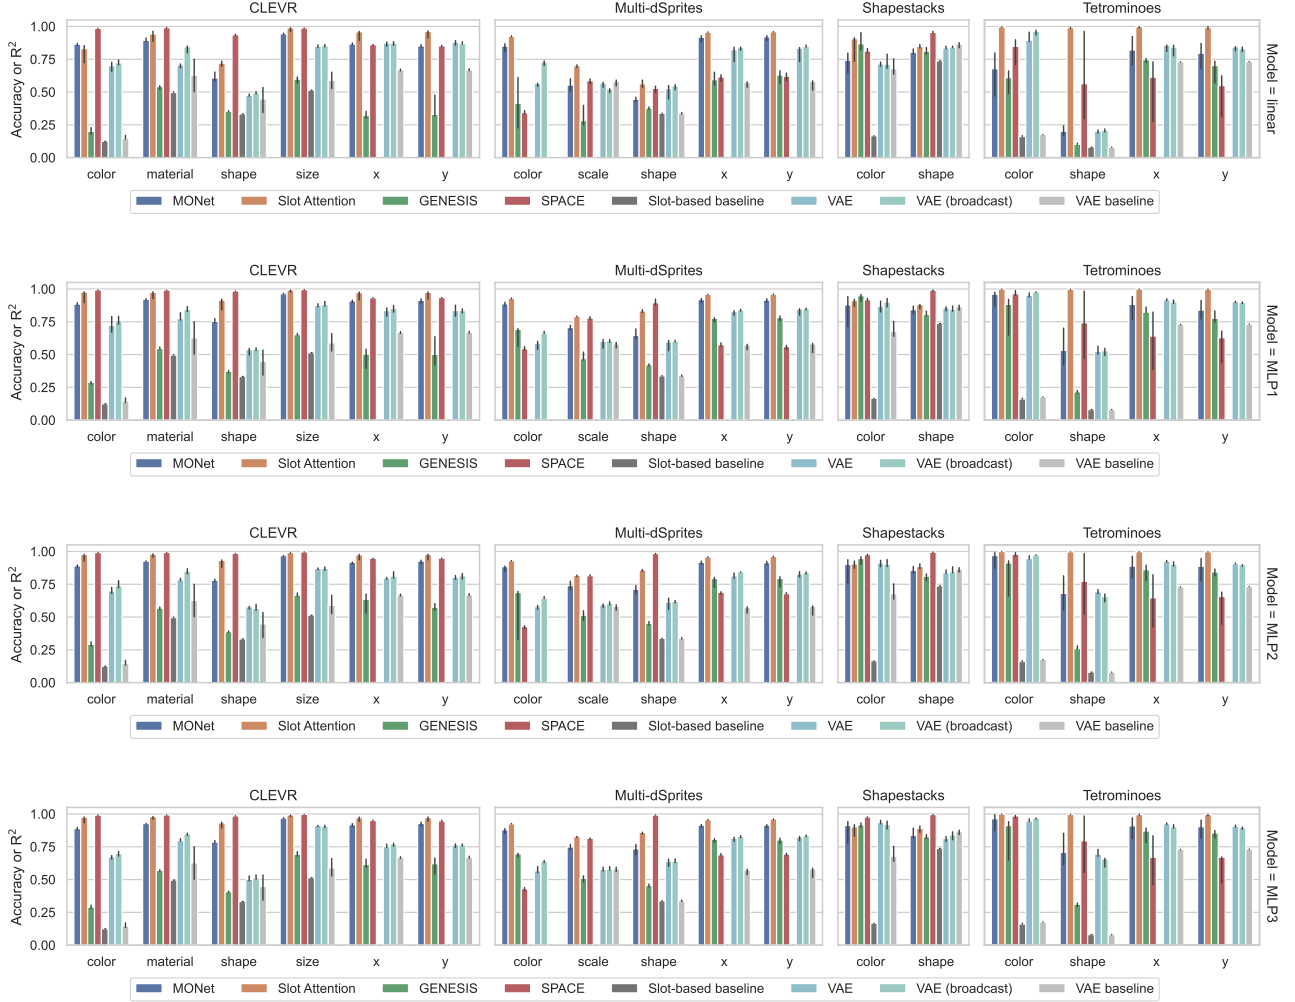 CLEVR Multi-dSprites Shapestacks Tetrominoes
Accuracy or R²
1.00
0.75
0.50
0.25
0.00
Model = linear
color material shape size x y color scale shape x y color shape color shape x y
MONet Slot Attention GENESIS SPACE Slot-based baseline VAE VAE (broadcast) VAE baseline
CLEVR Multi-dSprites Shapestacks Tetrominoes
Accuracy or R²
1.00
0.75
0.50
0.25
0.00
Model = MLP1
color material shape size x y color scale shape x y color shape color shape x y
MONet Slot Attention GENESIS SPACE Slot-based baseline VAE VAE (broadcast) VAE baseline
CLEVR Multi-dSprites Shapestacks Tetrominoes
Accuracy or R²
1.00
0.75
0.50
0.25
0.00
Model = MLP2
color material shape size x y color scale shape x y color shape color shape x y
MONet Slot Attention GENESIS SPACE Slot-based baseline VAE VAE (broadcast) VAE baseline
CLEVR Multi-dSprites Shapestacks Tetrominoes
Accuracy or R²
1.00
0.75
0.50
0.25
0.00
Model = MLP3
color material shape size x y color scale shape x y color shape color shape x y
MONet Slot Attention GENESIS SPACE Slot-based baseline VAE VAE (broadcast) VAE baseline